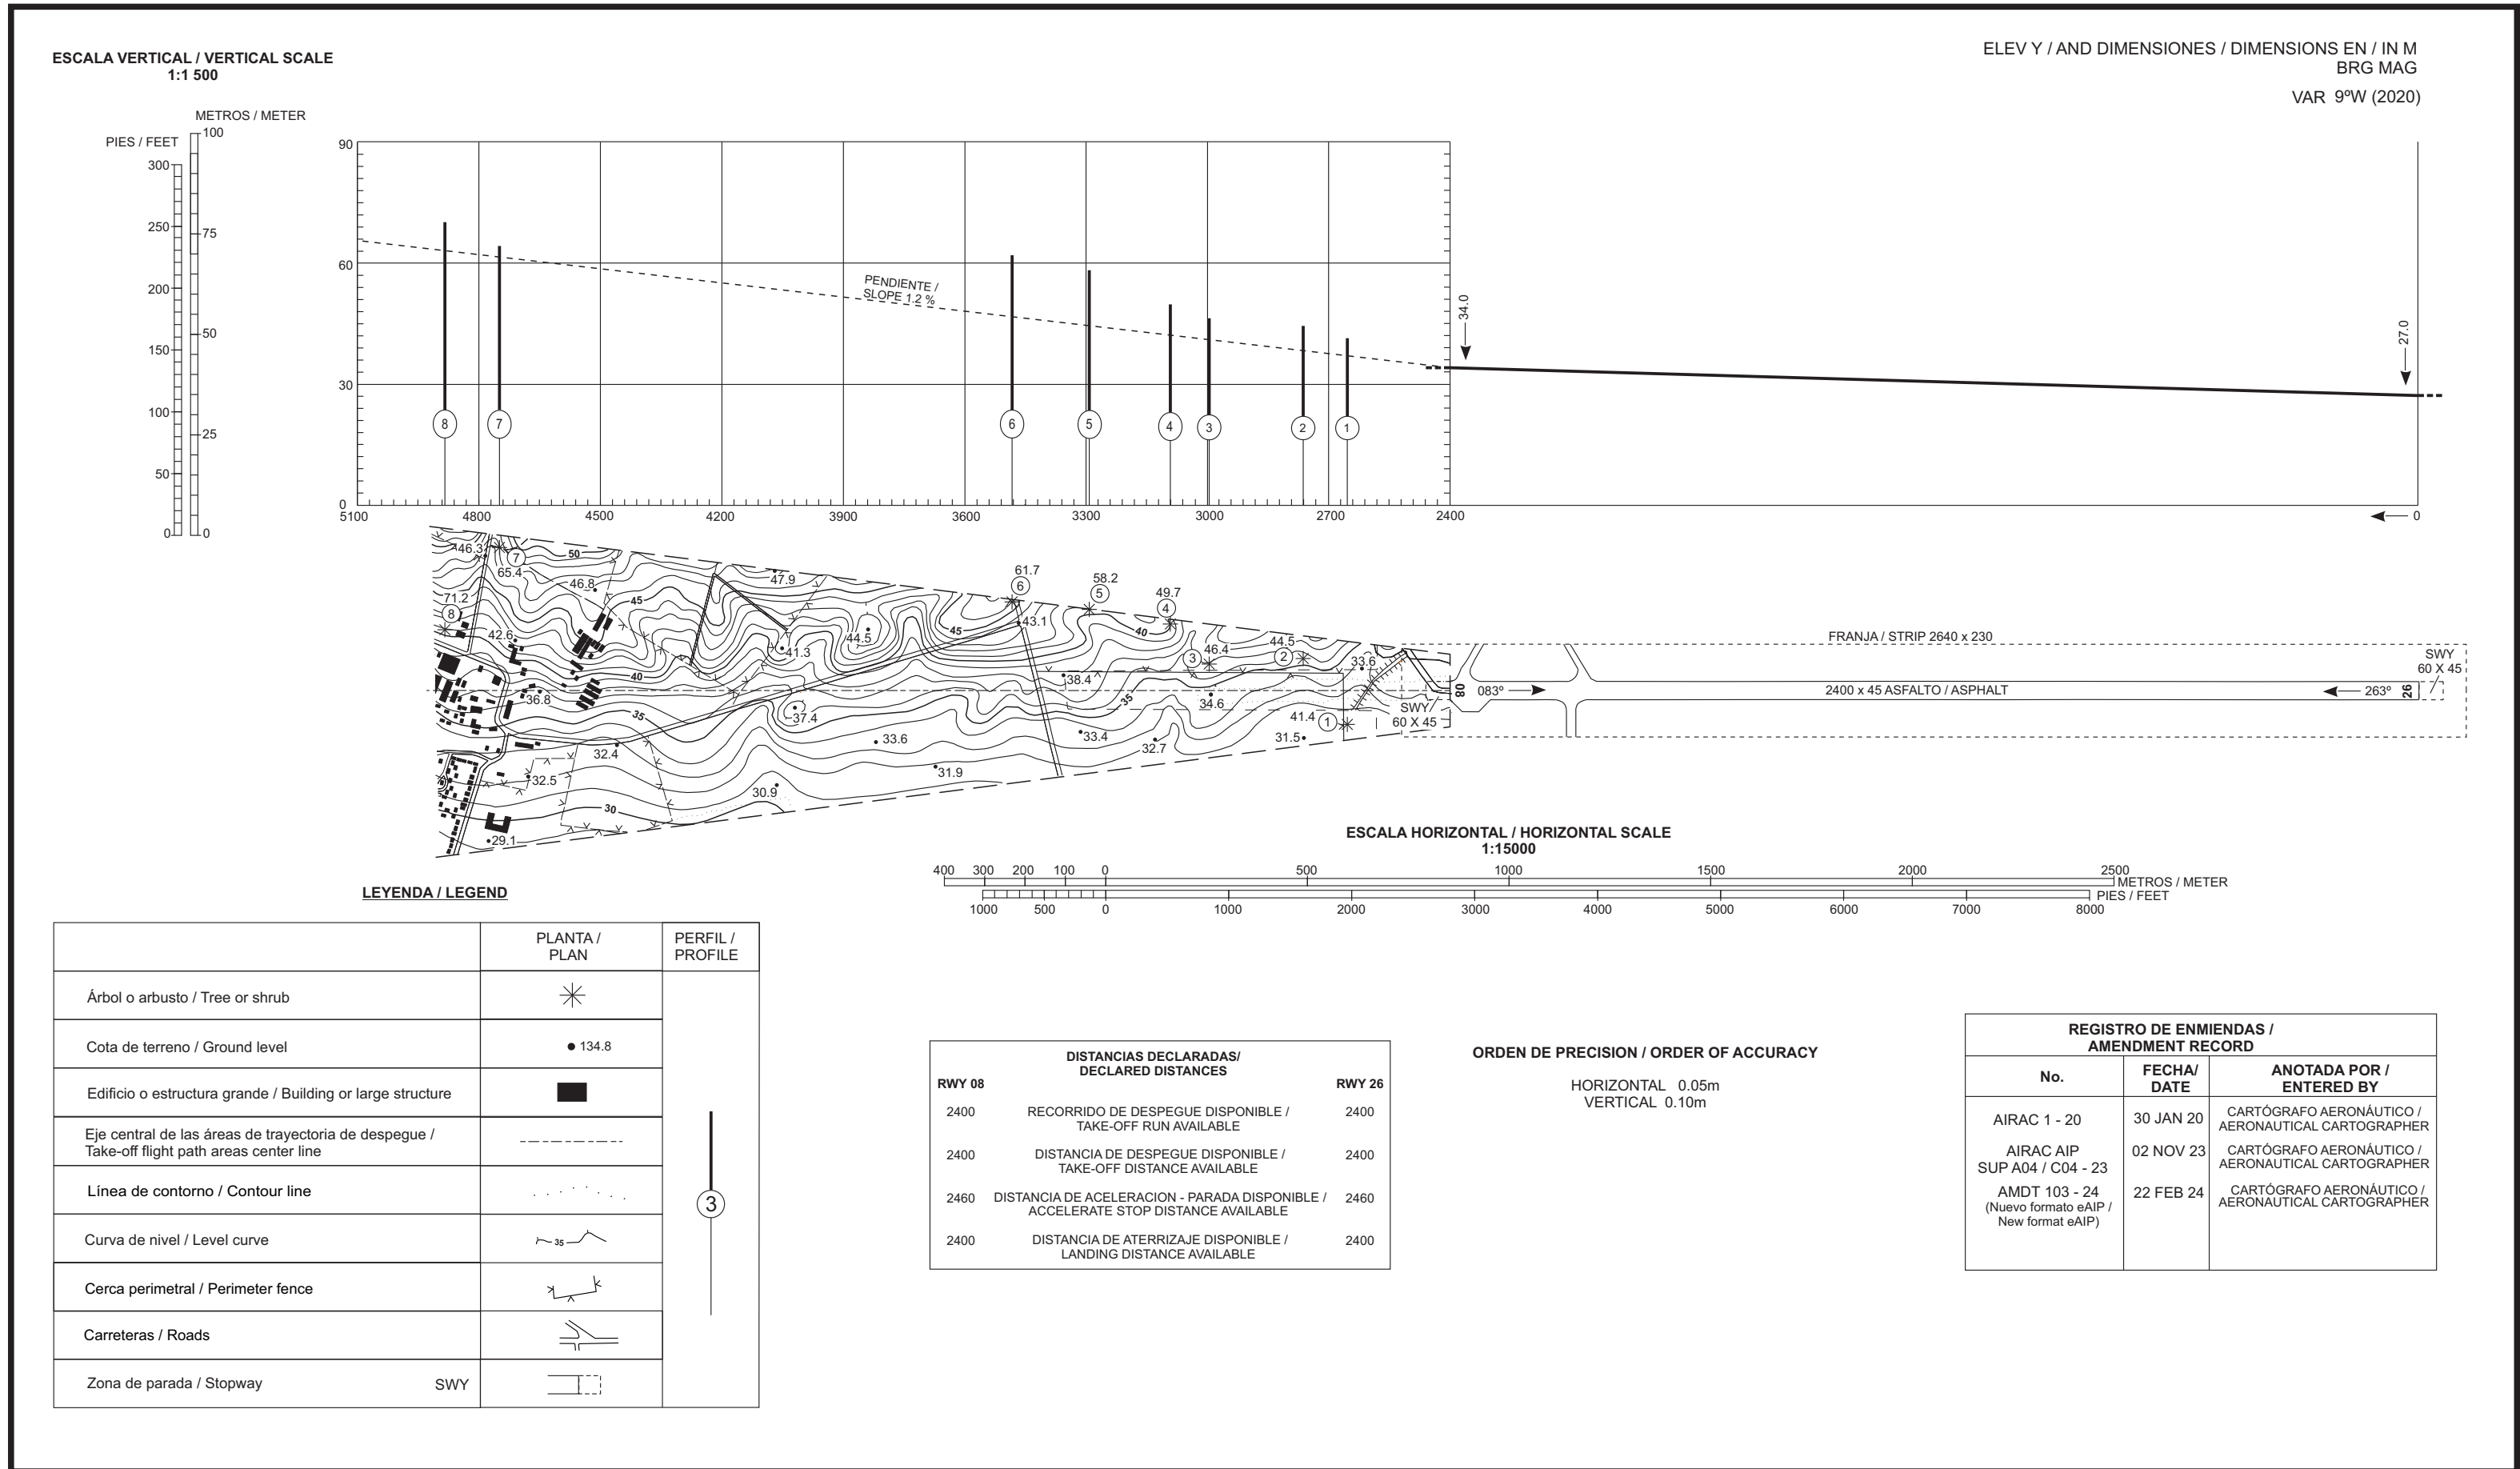 ESCALA VERTICAL / VERTICAL SCALE
1:1 500
ELEV Y / AND DIMENSIONES / DIMENSIONS EN / IN M
BRG MAG
VAR 9ºW (2020)
METROS / METER
PIES / FEET
100
75
50
25
0
300
250
200
150
100
50
0
90
60
30
0
PENDIENTE /
SLOPE 1.2 %
34.0
27.0
8
7
6
5
4
3
2
1
5100
4800
4500
4200
3900
3600
3300
3000
2700
2400
0
46.3
7
65.4
50
46.8
45
47.9
71.2
8
42.6
44.5
41.3
45
61.7
6
43.1
58.2
5
49.7
4
40
46.4
3
44.5
2
33.6
40
36.8
35
37.4
38.4
35
34.6
41.4
1
31.5
33.6
33.4
32.7
32.4
32.5
31.9
30.9
30
29.1
SWY
60 X 45
08
083º
2400 x 45 ASFALTO / ASPHALT
FRANJA / STRIP 2640 x 230
263º
26
SWY
60 X 45
ESCALA HORIZONTAL / HORIZONTAL SCALE
1:15000
400 300 200 100 0 500 1000 1500 2000 2500
METROS / METER
PIES / FEET
1000 500 0 1000 2000 3000 4000 5000 6000 7000 8000
LEYENDA / LEGEND
PLANTA /
PLAN
PERFIL /
PROFILE
Árbol o arbusto / Tree or shrub
Cota de terreno / Ground level
134.8
Edificio o estructura grande / Building or large structure
Eje central de las áreas de trayectoria de despegue /
Take-off flight path areas center line
Línea de contorno / Contour line
Curva de nivel / Level curve
35
Cerca perimetral / Perimeter fence
Carreteras / Roads
Zona de parada / Stopway SWY
3
DISTANCIAS DECLARADAS/
DECLARED DISTANCES
RWY 08 RWY 26
2400 RECORRIDO DE DESPEGUE DISPONIBLE / 2400
TAKE-OFF RUN AVAILABLE
2400 DISTANCIA DE DESPEGUE DISPONIBLE / 2400
TAKE-OFF DISTANCE AVAILABLE
2460 DISTANCIA DE ACELERACION - PARADA DISPONIBLE / 2460
ACCELERATE STOP DISTANCE AVAILABLE
2400 DISTANCIA DE ATERRIZAJE DISPONIBLE / 2400
LANDING DISTANCE AVAILABLE
ORDEN DE PRECISION / ORDER OF ACCURACY
HORIZONTAL 0.05m
VERTICAL 0.10m
REGISTRO DE ENMIENDAS /
AMENDMENT RECORD
No.
FECHA/
DATE
ANOTADA POR /
ENTERED BY
AIRAC 1 - 20
30 JAN 20
CARTÓGRAFO AERONÁUTICO /
AERONAUTICAL CARTOGRAPHER
AIRAC AIP
SUP A04 / C04 - 23
02 NOV 23
CARTÓGRAFO AERONÁUTICO /
AERONAUTICAL CARTOGRAPHER
AMDT 103 - 24
(Nuevo formato eAIP /
New format eAIP)
22 FEB 24
CARTÓGRAFO AERONÁUTICO /
AERONAUTICAL CARTOGRAPHER